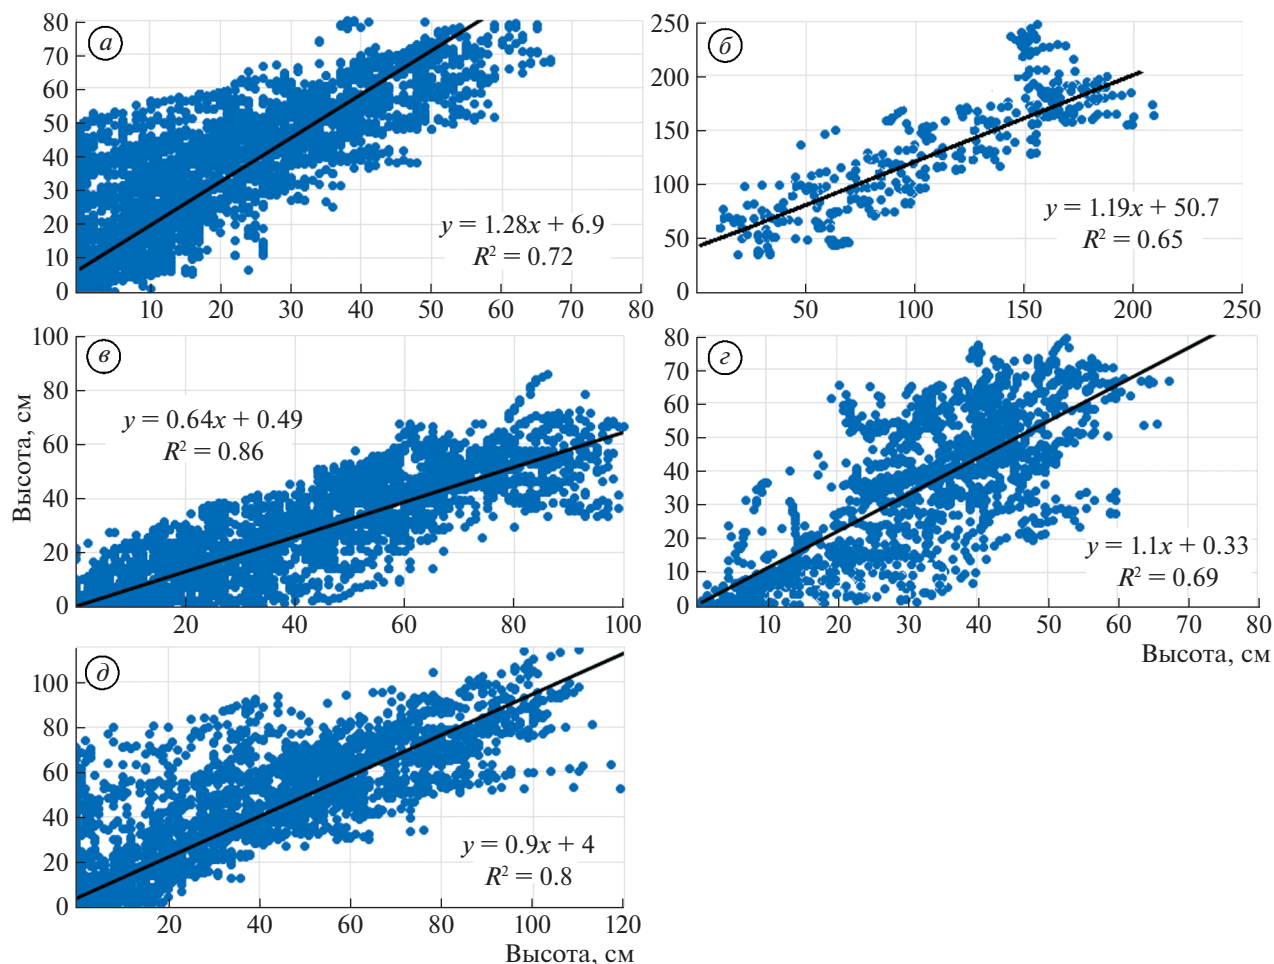 а
80
70
60
50
40
30
20
10
0
y = 1.28x + 6.9
R² = 0.72
10 20 30 40 50 60 70 80
б
250
200
150
100
50
0
y = 1.19x + 50.7
R² = 0.65
50 100 150 200 250
Высота, см
в
100
80
60
40
20
0
y = 0.64x + 0.49
R² = 0.86
20 40 60 80 100
г
80
70
60
50
40
30
20
10
0
y = 1.1x + 0.33
R² = 0.69
10 20 30 40 50 60 70 80
Высота, см
д
100
80
60
40
20
0
y = 0.9x + 4
R² = 0.8
20 40 60 80 100 120
Высота, см